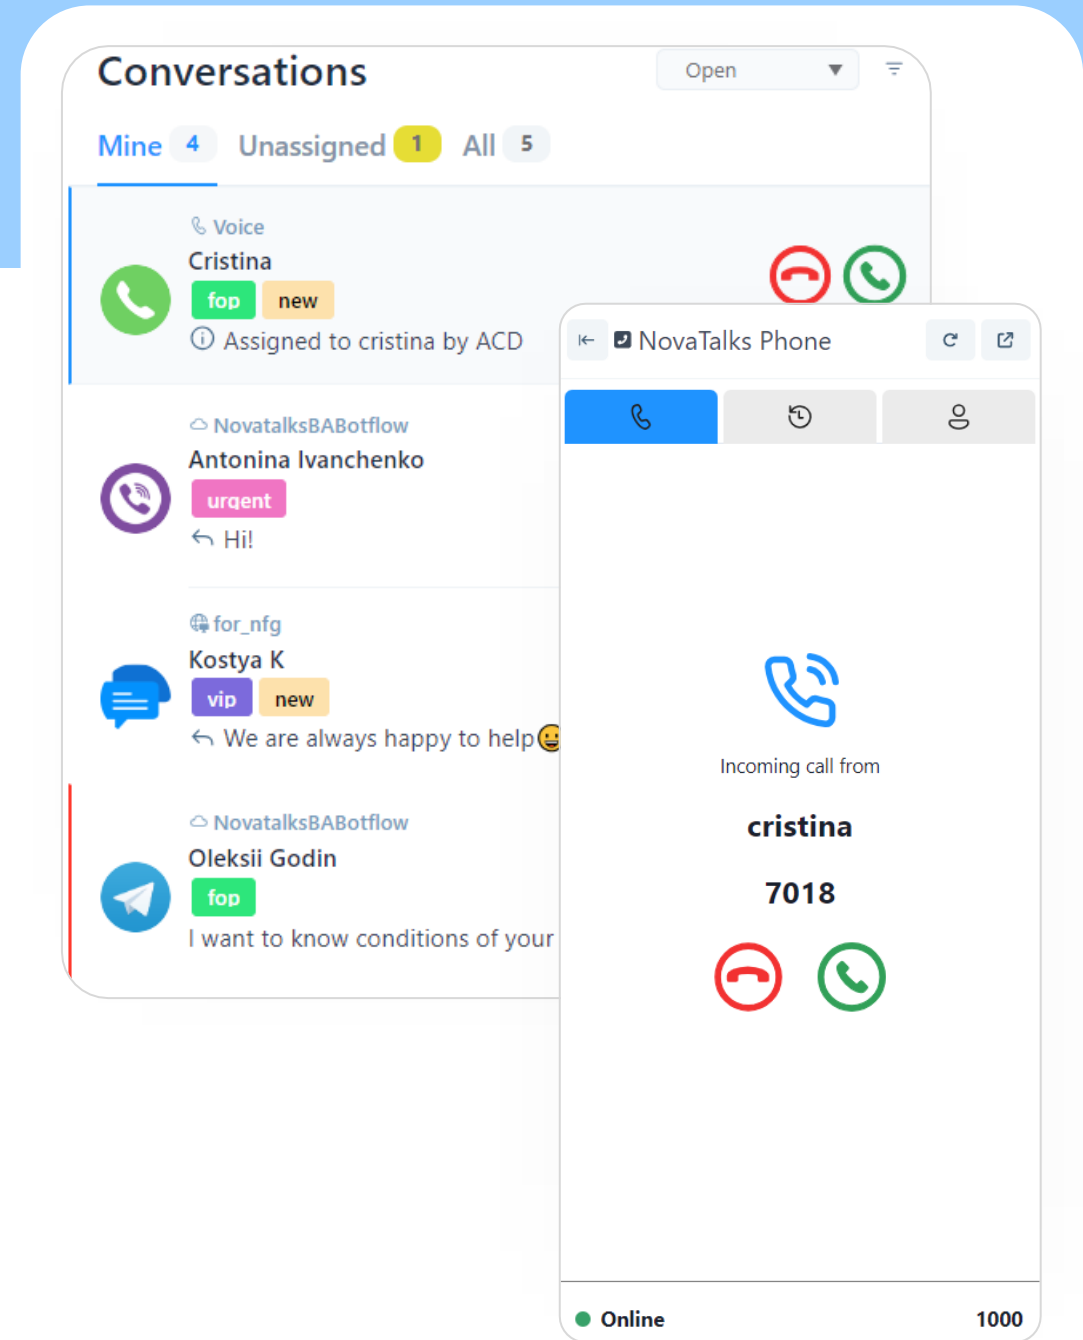 Conversations
Open
Mine 4 Unassigned 1 All 5
Voice
Cristina
fop new
Assigned to cristina by ACD
NovatalksBABotflow
Antonina Ivanchenko
urgent
Hi!
for_nfg
Kostya K
vip new
We are always happy to help😀
NovatalksBABotflow
Oleksii Godin
fop
I want to know conditions of your
NovaTalks Phone
Incoming call from
cristina
7018
Online 1000